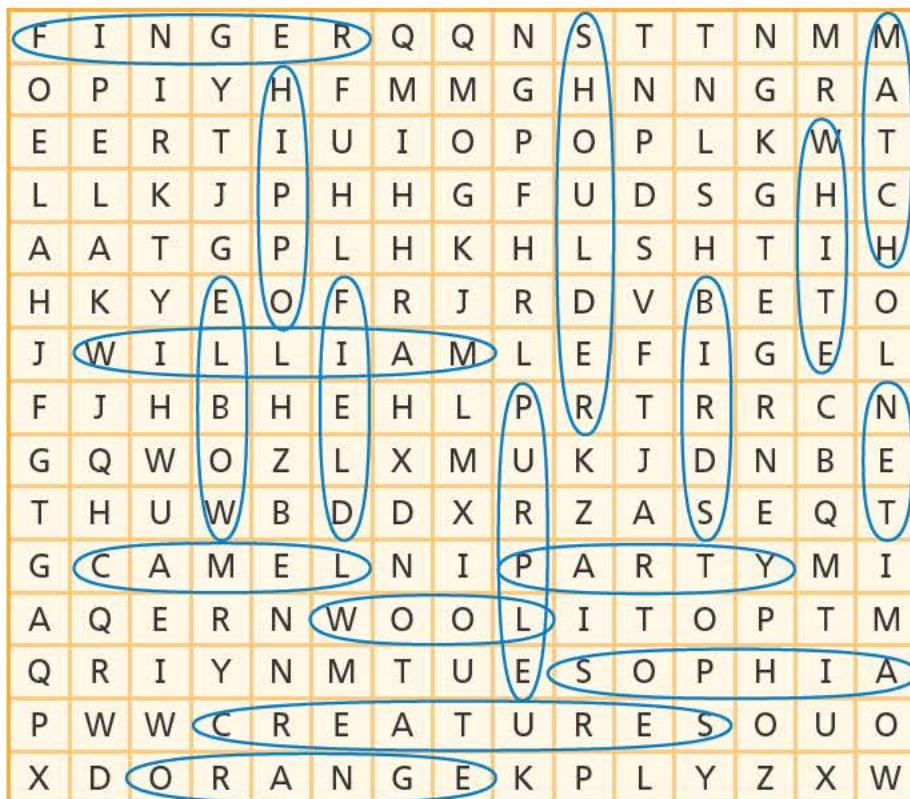 F I N G E R Q Q N S T T N M M
O P I Y H F M M G H N N G R A
E E R T I U I O P O P L K W T
L L K J P H H G F U D S G H C
A A T G P L H K H L S H T I H
H K Y E O F R J R D V B E T O
J W I L L I A M L E F I G E L
F J H B H E H L P R T R R C N
G Q W O Z L X M U K J D N B E
T H U W B D D X R Z A S E Q T
G C A M E L N I P A R T Y M I
A Q E R N W O O L I T O P T M
Q R I Y N M T U E S O P H I A
P W W C R E A T U R E S O U O
X D O R A N G E K P L Y Z X W